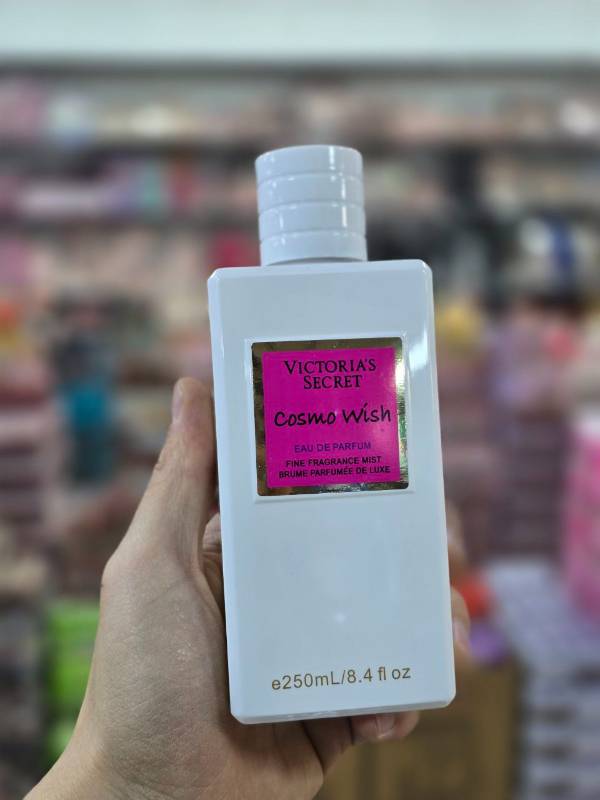 VICTORIA'S
SECRET
Cosmo Wish
EAU DE PARFUM
FINE FRAGRANCE MIST
BRUME PARFUMÉE DE LUXE
e250mL/8.4 fl oz